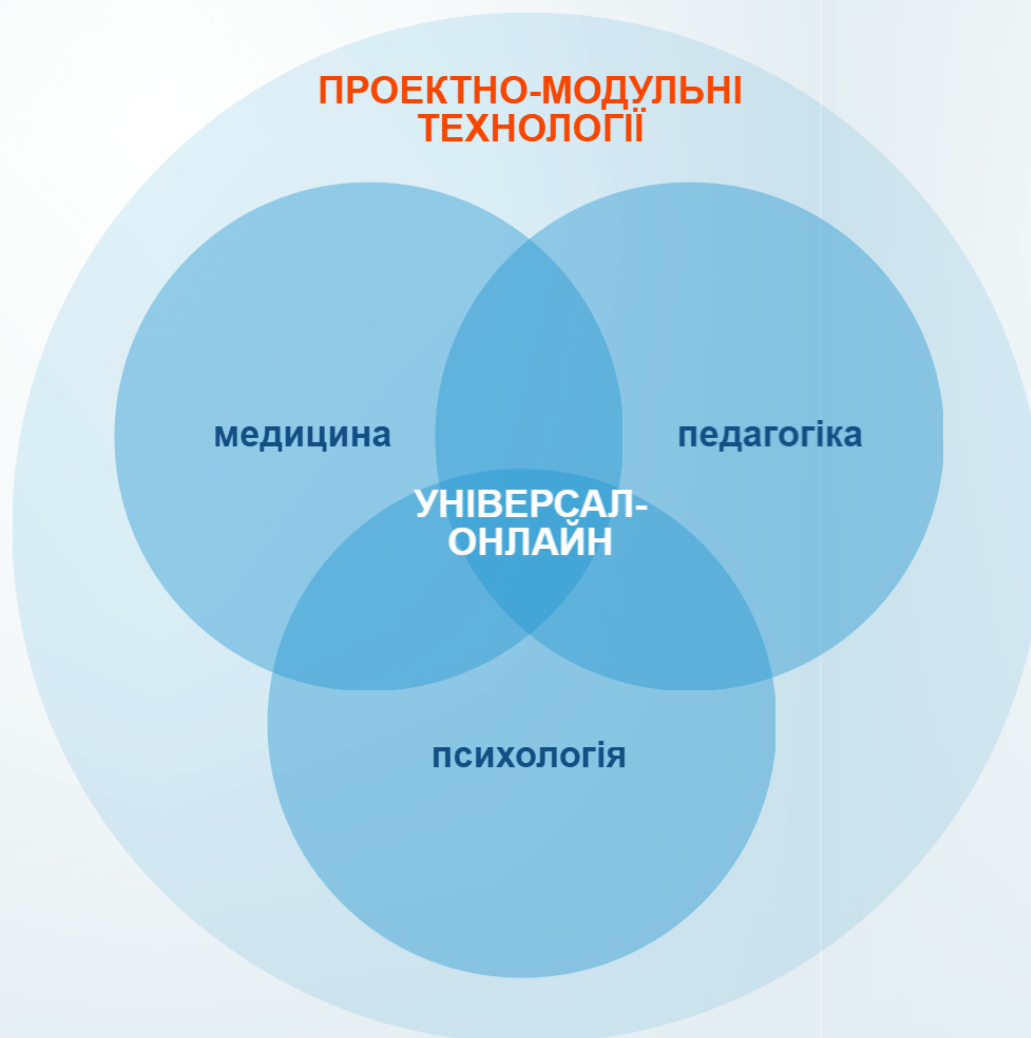 ПРОЕКТНО-МОДУЛЬНІ
ТЕХНОЛОГІЇ
медицина
педагогіка
УНІВЕРСАЛ-
ОНЛАЙН
психологія